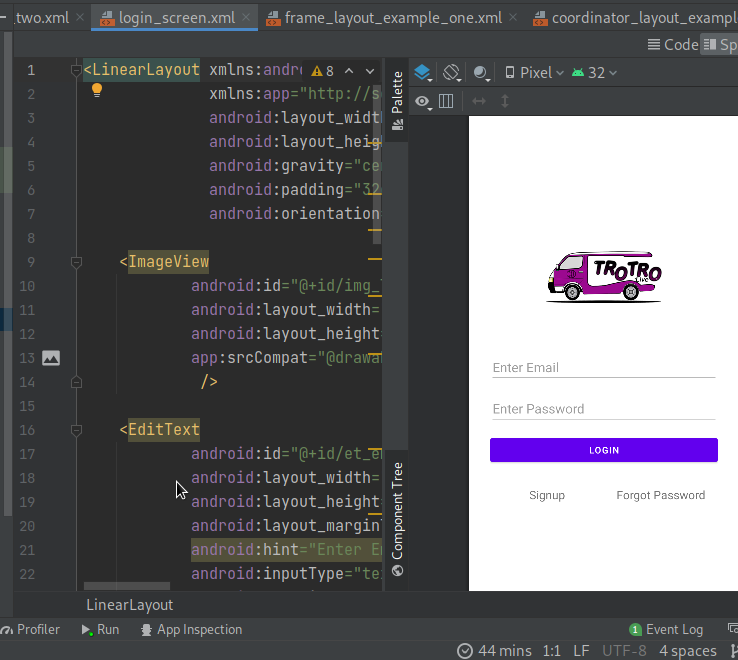 _two.xml × login_screen.xml × frame_layout_example_one.xml × coordinator_layout_exampl
Code Sp
1 <LinearLayout xmlns:andr 8
2 xmlns:app="http://s
3 android:layout_widt
4 android:layout_heig
5 android:gravity="ce
6 android:padding="32
7 android:orientation
8
9 <ImageView
10 android:id="@+id/img_
11 android:layout_width=
12 android:layout_height
13 app:srcCompat="@drawa
14 />
15
16 <EditText
17 android:id="@+id/et_e
18 android:layout_width=
19 android:layout_height
20 android:layout_margin
21 android:hint="Enter E
22 android:inputType="te
Palette
Component Tree
Pixel 32
TROTRO
Live
Enter Email
Enter Password
LOGIN
Signup Forgot Password
LinearLayout
Profiler Run App Inspection 1 Event Log
44 mins 1:1 LF UTF-8 4 spaces